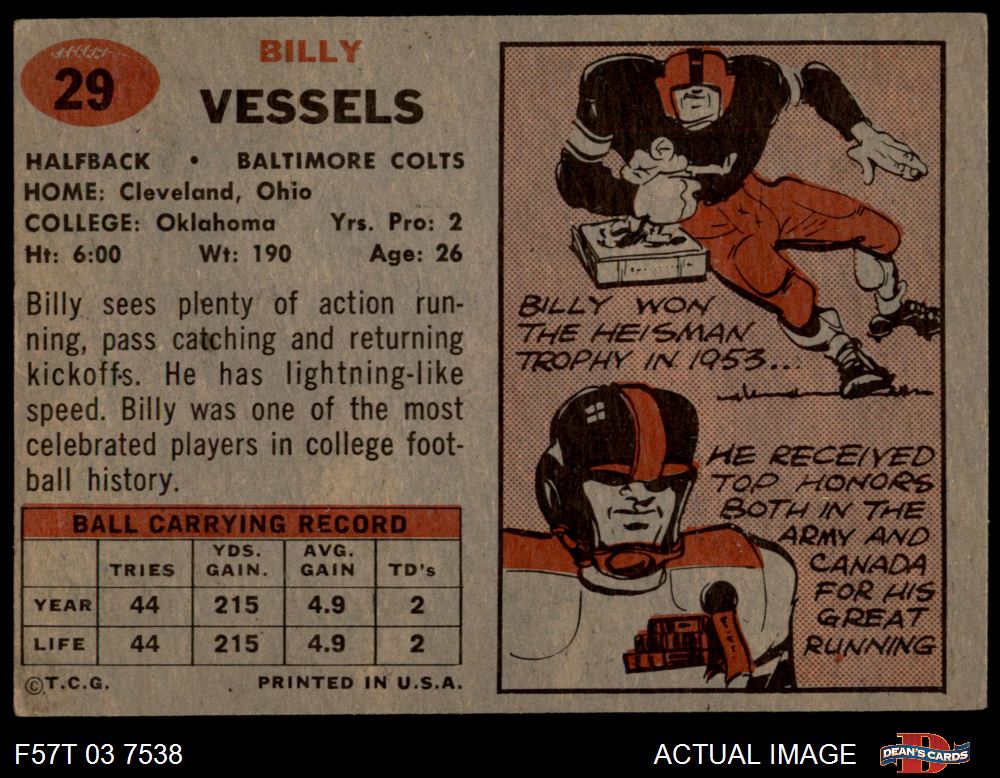 29
BILLY
VESSELS
HALFBACK • BALTIMORE COLTS
HOME: Cleveland, Ohio
COLLEGE: Oklahoma Yrs. Pro: 2
Ht: 6:00 Wt: 190 Age: 26
Billy sees plenty of action run-
ning, pass catching and returning
kickoffs. He has lightning-like
speed. Billy was one of the most
celebrated players in college foot-
ball history.
BALL CARRYING RECORD
TRIES YDS. GAIN. AVG. GAIN TD's
YEAR 44 215 4.9 2
LIFE 44 215 4.9 2
©T.C.G. PRINTED IN U.S.A.
BILLY WON
THE HEISMAN
TROPHY IN 1953...
HE RECEIVED
TOP HONORS
BOTH IN THE
ARMY AND
CANADA
FOR HIS
GREAT
RUNNING
F57T 03 7538 ACTUAL IMAGE
DEAN'S CARDS